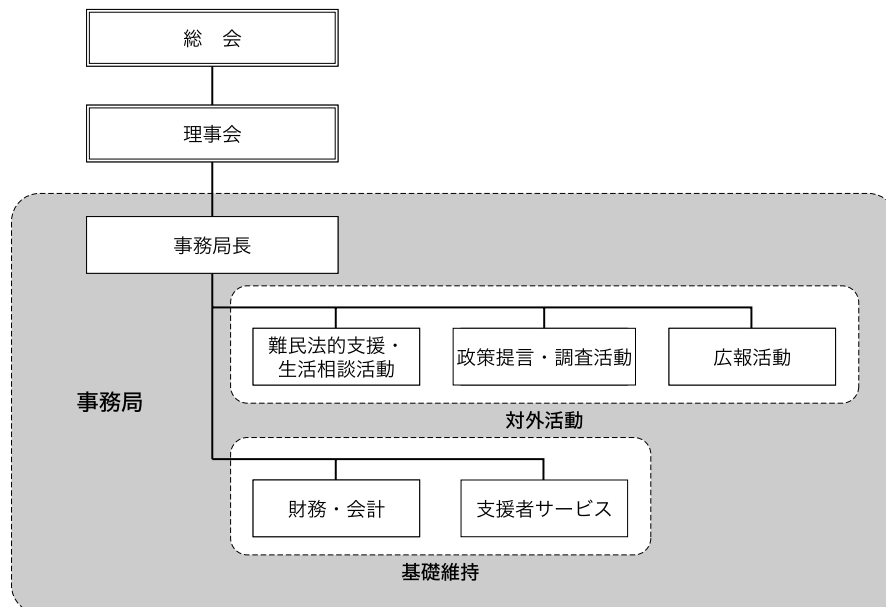 総　会
理事会
事務局長
難民法的支援・
生活相談活動
政策提言・調査活動
広報活動
事務局
対外活動
財務・会計
支援者サービス
基礎維持